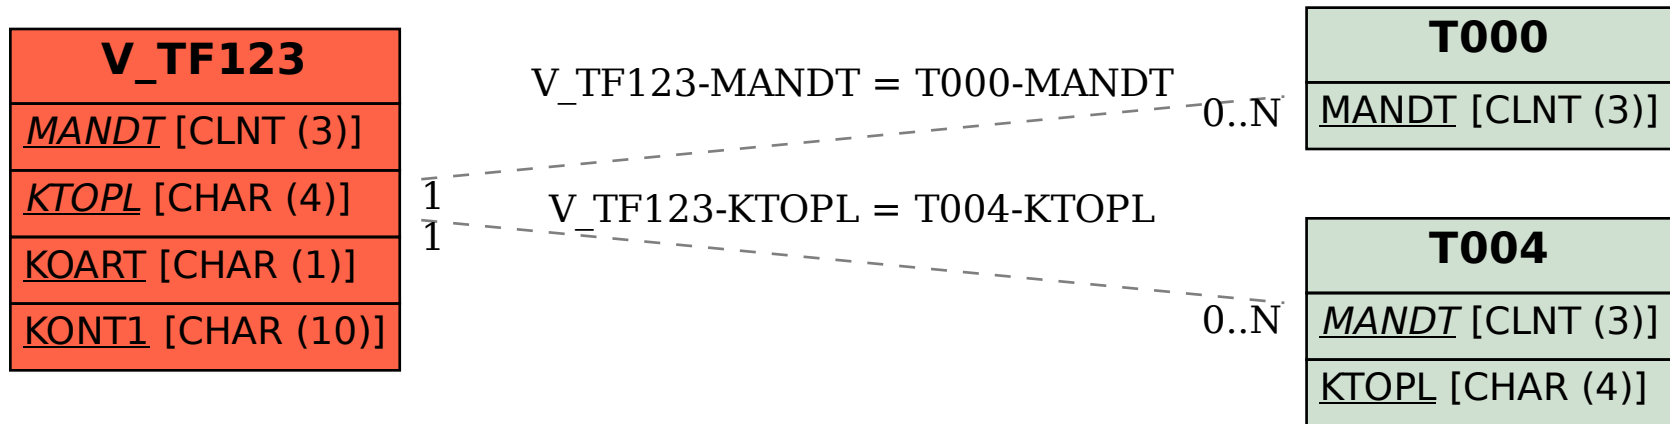 V_TF123
MANDT [CLNT (3)]
KTOPL [CHAR (4)]
KOART [CHAR (1)]
KONT1 [CHAR (10)]
V_TF123-MANDT = T000-MANDT
0..N
1
V_TF123-KTOPL = T004-KTOPL
1
0..N
T000
MANDT [CLNT (3)]
T004
MANDT [CLNT (3)]
KTOPL [CHAR (4)]